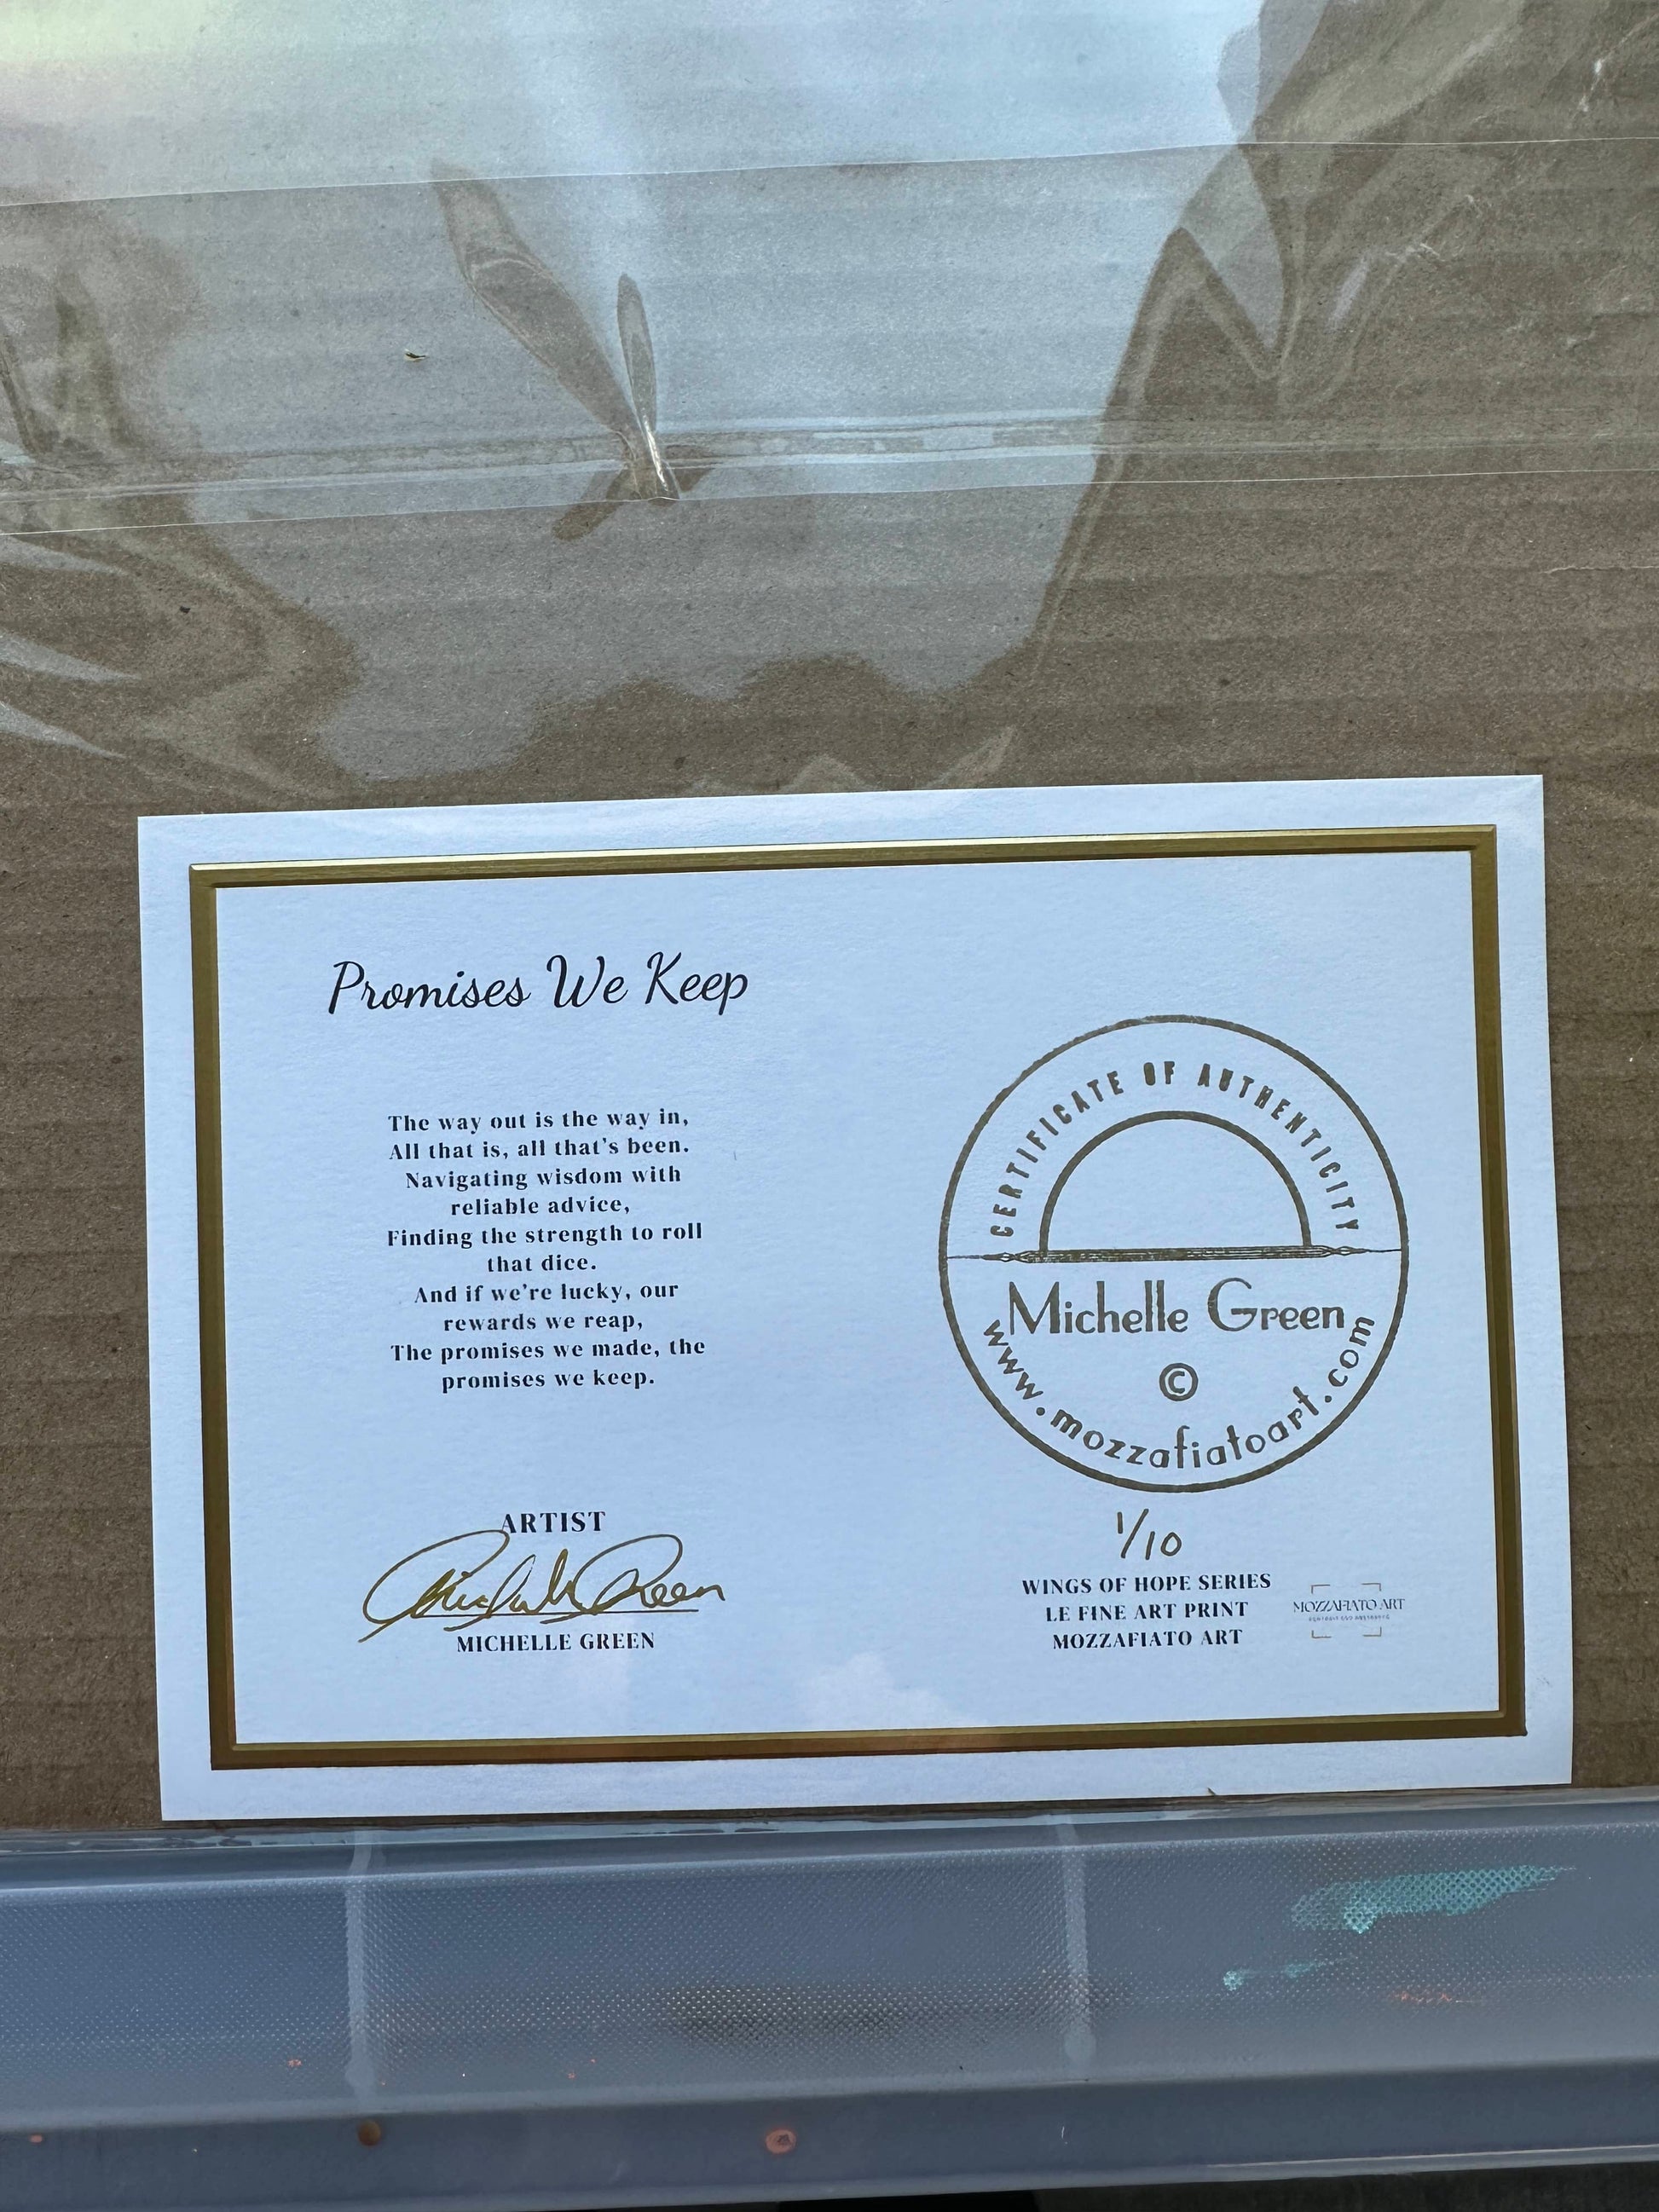 Promises We Keep
The way out is the way in,
All that is, all that's been.
Navigating wisdom with
reliable advice,
Finding the strength to roll
that dice.
And if we're lucky, our
rewards we reap,
The promises we made, the
promises we keep.
ARTIST
Michelle Green
MICHELLE GREEN
CERTIFICATE OF AUTHENTICITY
Michelle Green
©
www.mozzafiatoart.com
1/10
WINGS OF HOPE SERIES
LE FINE ART PRINT
MOZZAFIATO ART
MOZZAFIATO ART